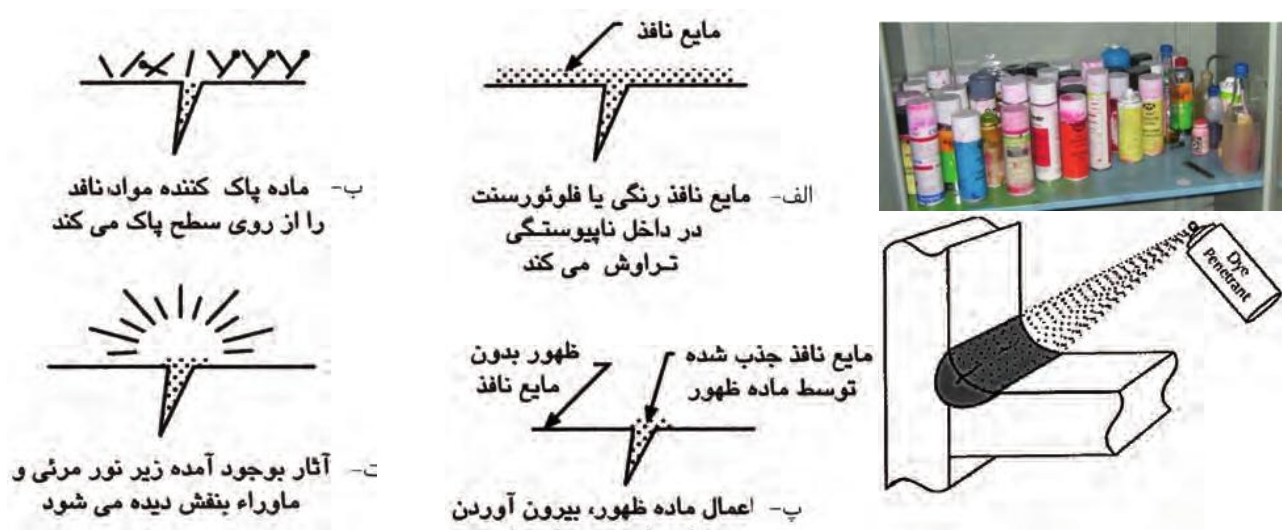 مایع نافذ
الف- مایع نافذ رنگی یا فلوئورسنت
در داخل ناپیوستگی
تراوش می کند
ب- ماده پاک کننده مواد نافد
را از روی سطح پاک می کند
مایع نافذ جذب شده
توسط ماده ظهور
ظهور بدون
مایع نافذ
پ- اعمال ماده ظهور، بیرون آوردن
ت- آثار بوجود آمده زیر نور مرئی و
ماوراء بنفش دیده می شود
Dye
Penetrant